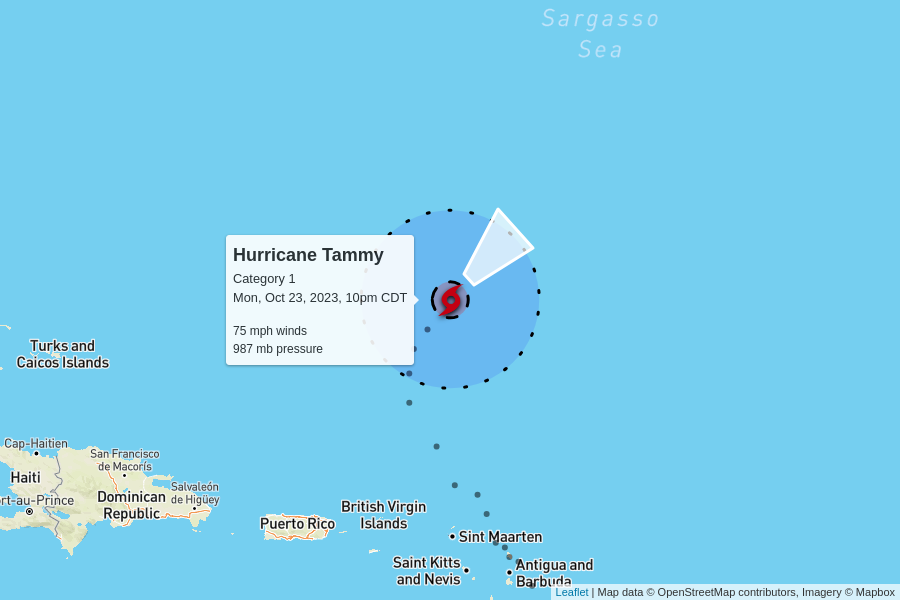 Sargasso
Sea
Hurricane Tammy
Category 1
Mon, Oct 23, 2023, 10pm CDT
75 mph winds
987 mb pressure
Turks and
Caicos Islands
Cap-Haitien
San Francisco
de Macorís
Haiti
Salvaleón
de Higüey
ort-au-Prince
Dominican
Republic
Puerto Rico
British Virgin
Islands
Sint Maarten
Saint Kitts
and Nevis
Antigua and
Barbuda
Leaflet | Map data © OpenStreetMap contributors, Imagery © Mapbox